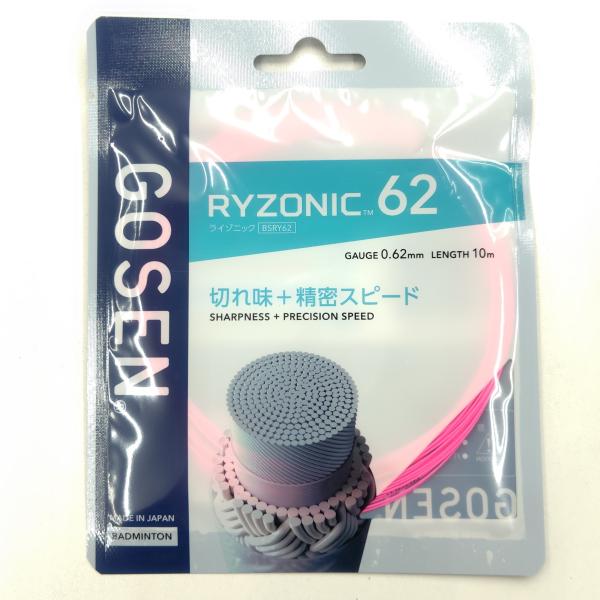 GOSEN®
RYZONIC™ 62
ライゾニック BSRY62
GAUGE 0.62mm LENGTH 10m
切れ味＋精密スピード
SHARPNESS + PRECISION SPEED
GOSEN
MADE IN JAPAN
BADMINTON